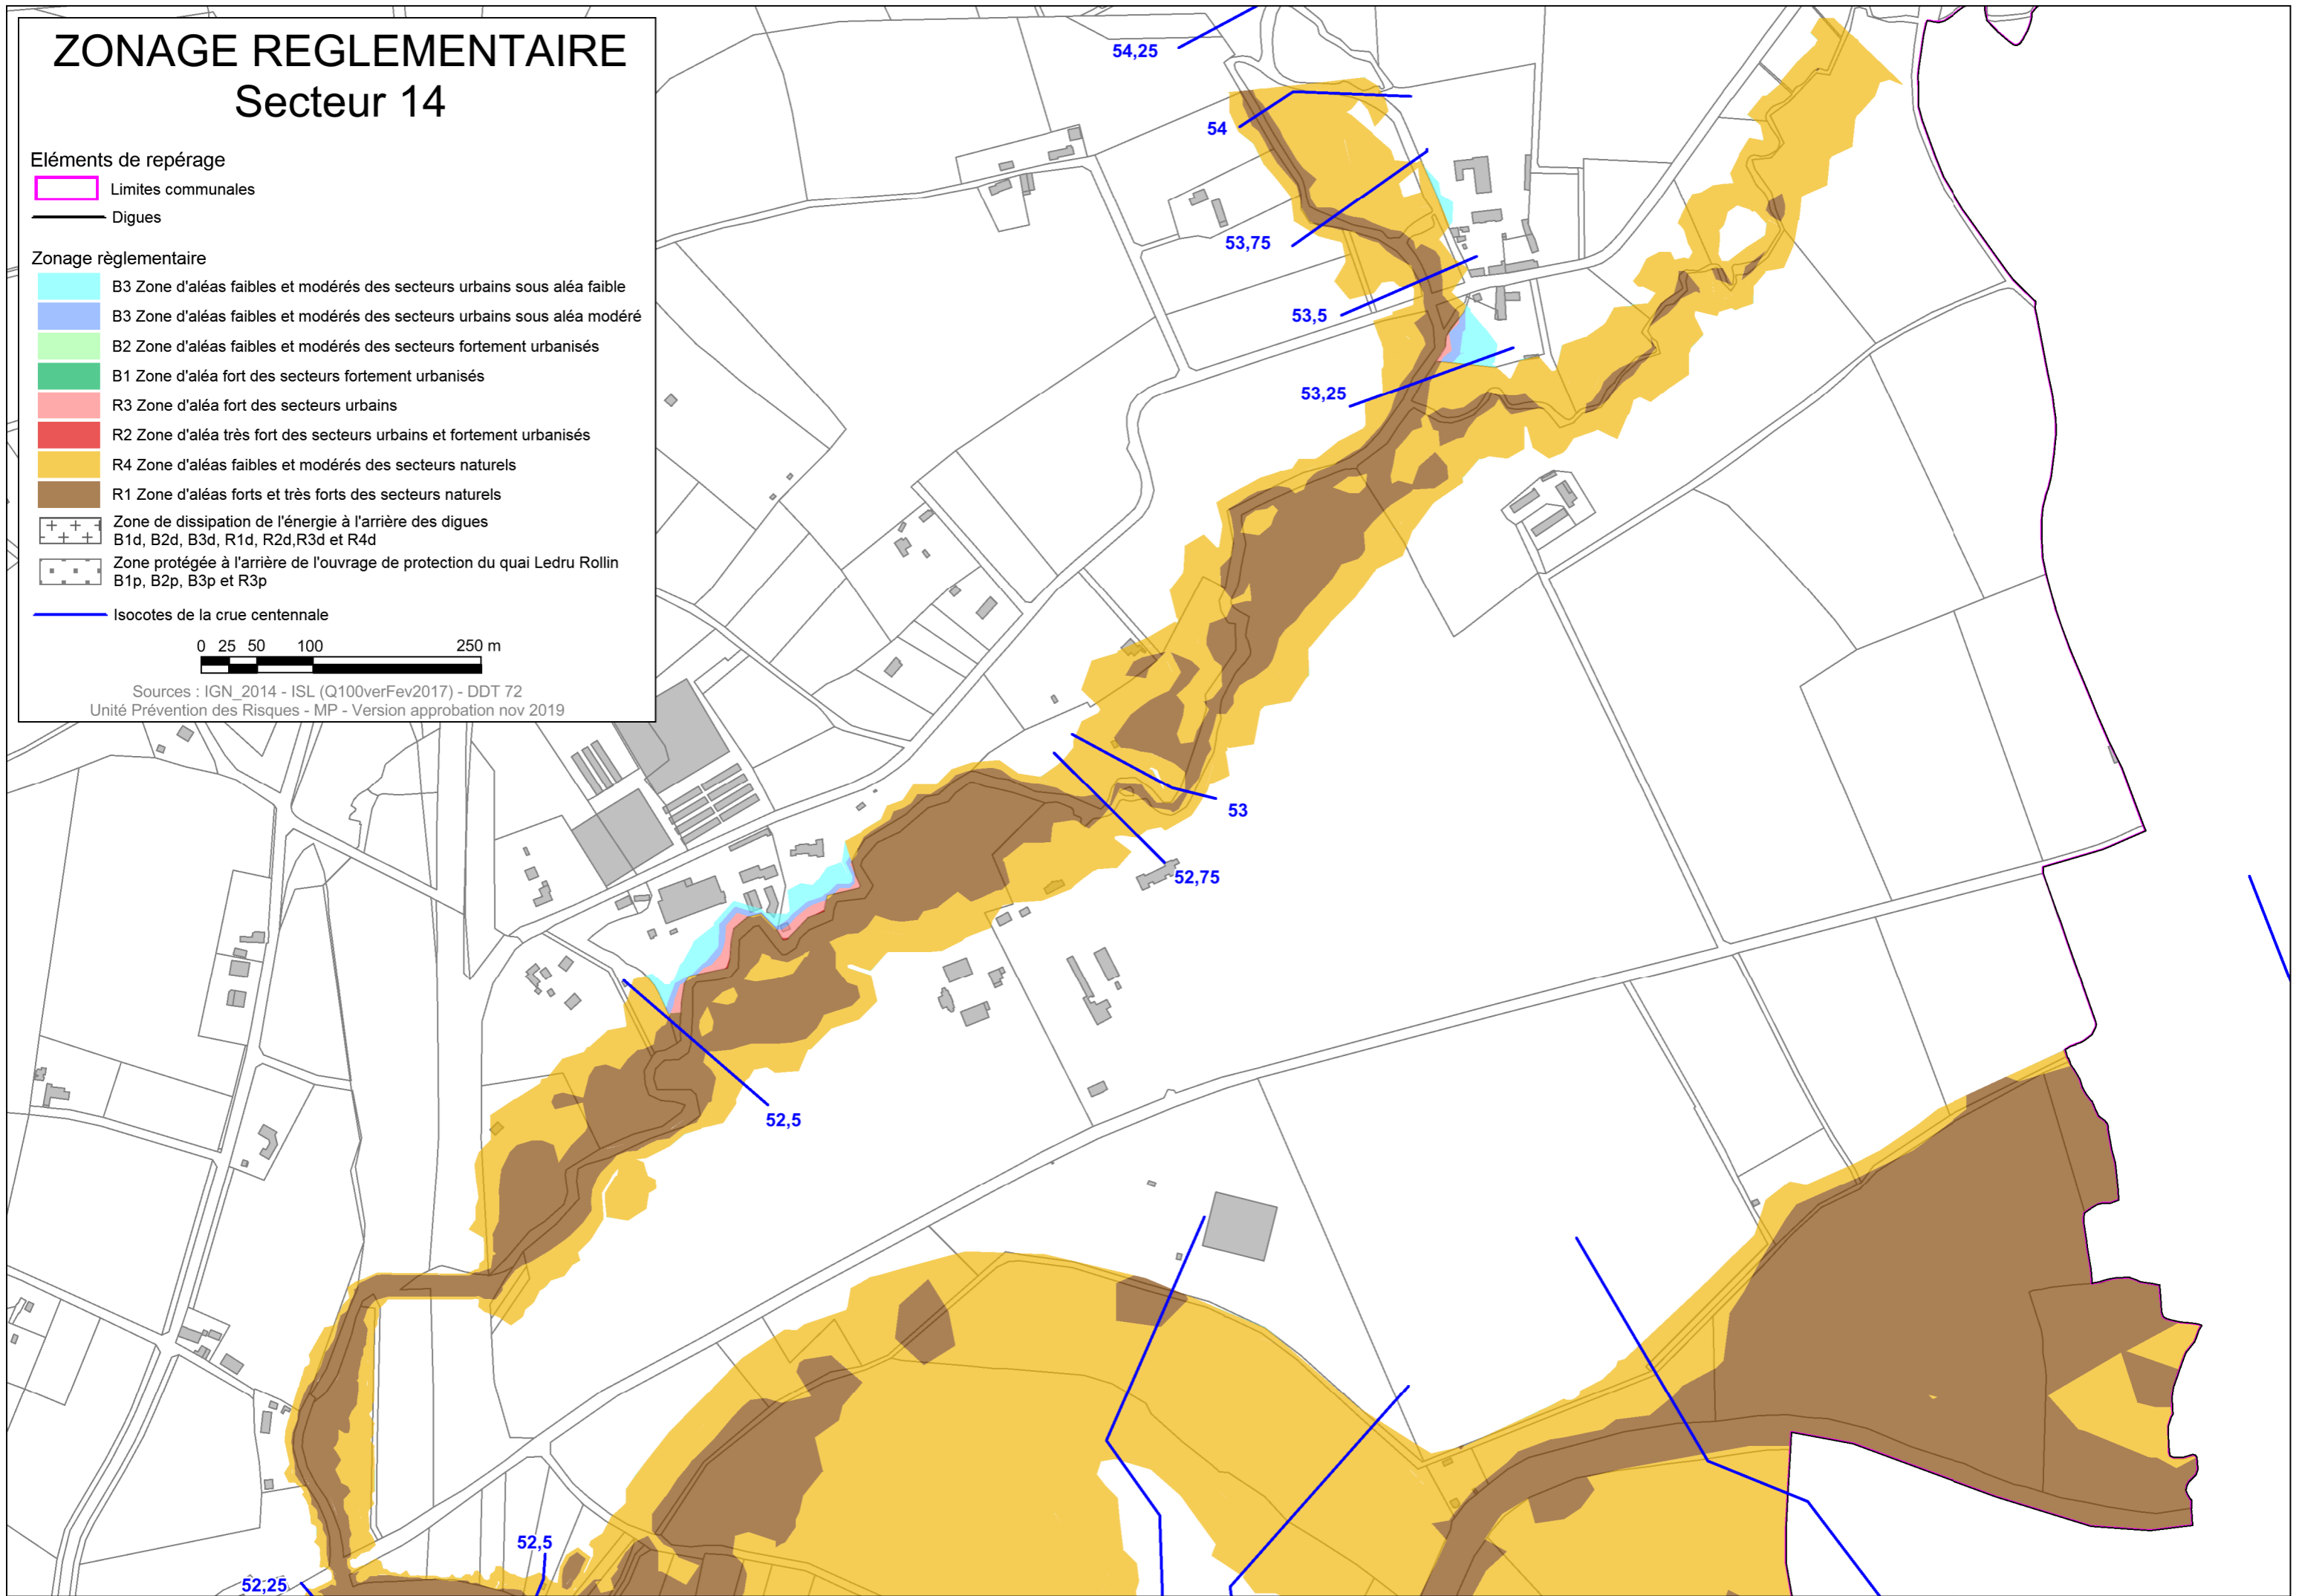 ZONAGE REGLEMENTAIRE
Secteur 14
Eléments de repérage
Limites communales
Digues
Zonage règlementaire
B3 Zone d'aléas faibles et modérés des secteurs urbains sous aléa faible
B3 Zone d'aléas faibles et modérés des secteurs urbains sous aléa modéré
B2 Zone d'aléas faibles et modérés des secteurs fortement urbanisés
B1 Zone d'aléa fort des secteurs fortement urbanisés
R3 Zone d'aléa fort des secteurs urbains
R2 Zone d'aléa très fort des secteurs urbains et fortement urbanisés
R4 Zone d'aléas faibles et modérés des secteurs naturels
R1 Zone d'aléas forts et très forts des secteurs naturels
Zone de dissipation de l'énergie à l'arrière des digues
B1d, B2d, B3d, R1d, R2d,R3d et R4d
Zone protégée à l'arrière de l'ouvrage de protection du quai Ledru Rollin
B1p, B2p, B3p et R3p
Isocotes de la crue centennale
0 25 50 100 250 m
Sources : IGN_2014 - ISL (Q100verFev2017) - DDT 72
Unité Prévention des Risques - MP - Version approbation nov 2019
54,25
54
53,75
53,5
53,25
53
52,75
52,5
52,5
52,25